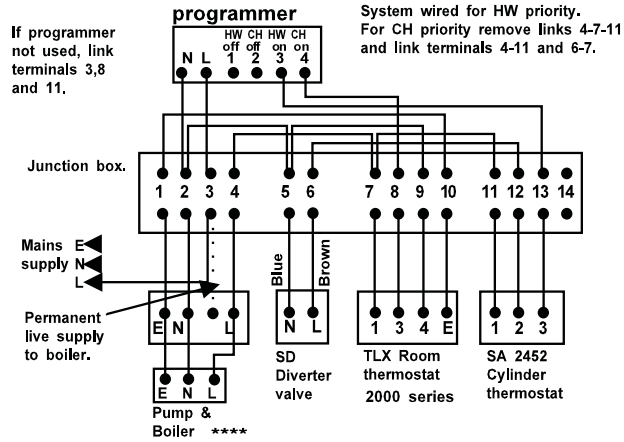 programmer
System wired for HW priority.
For CH priority remove links 4-7-11
and link terminals 4-11 and 6-7.
If programmer
not used, link
terminals 3,8
and 11.
HW CH HW CH
off off on on
N L 1 2 3 4
Junction box.
1 2 3 4 5 6 7 8 9 10 11 12 13 14
Mains E
supply N
L
Blue
Brown
Permanent
live supply
to boiler.
E N L
N L
1 3 4 E
1 2 3
SD
Diverter
valve
TLX Room
thermostat
2000 series
SA 2452
Cylinder
thermostat
E N L
Pump &
Boiler ****